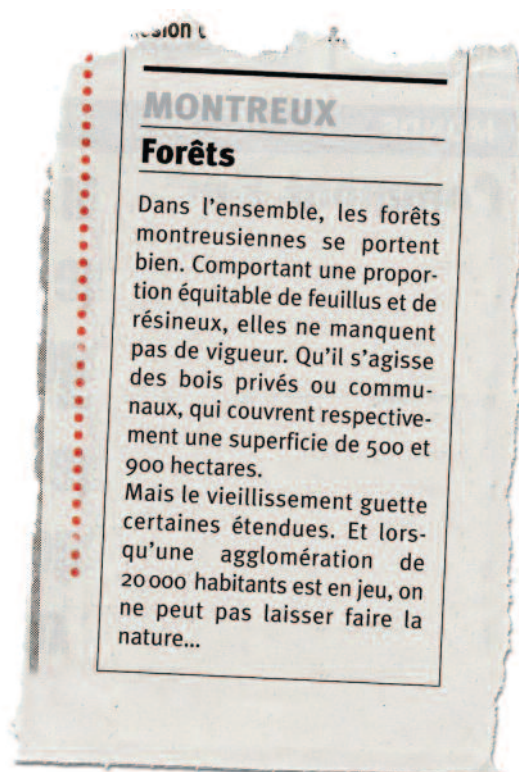 MONTREUX
Forêts
Dans l'ensemble, les forêts
montreusiennes se portent
bien. Comportant une propor-
tion équitable de feuillus et de
résineux, elles ne manquent
pas de vigueur. Qu'il s'agisse
des bois privés ou commu-
naux, qui couvrent respective-
ment une superficie de 500 et
900 hectares.
Mais le vieillissement guette
certaines étendues. Et lors-
qu'une agglomération de
20 000 habitants est en jeu, on
ne peut pas laisser faire la
nature...